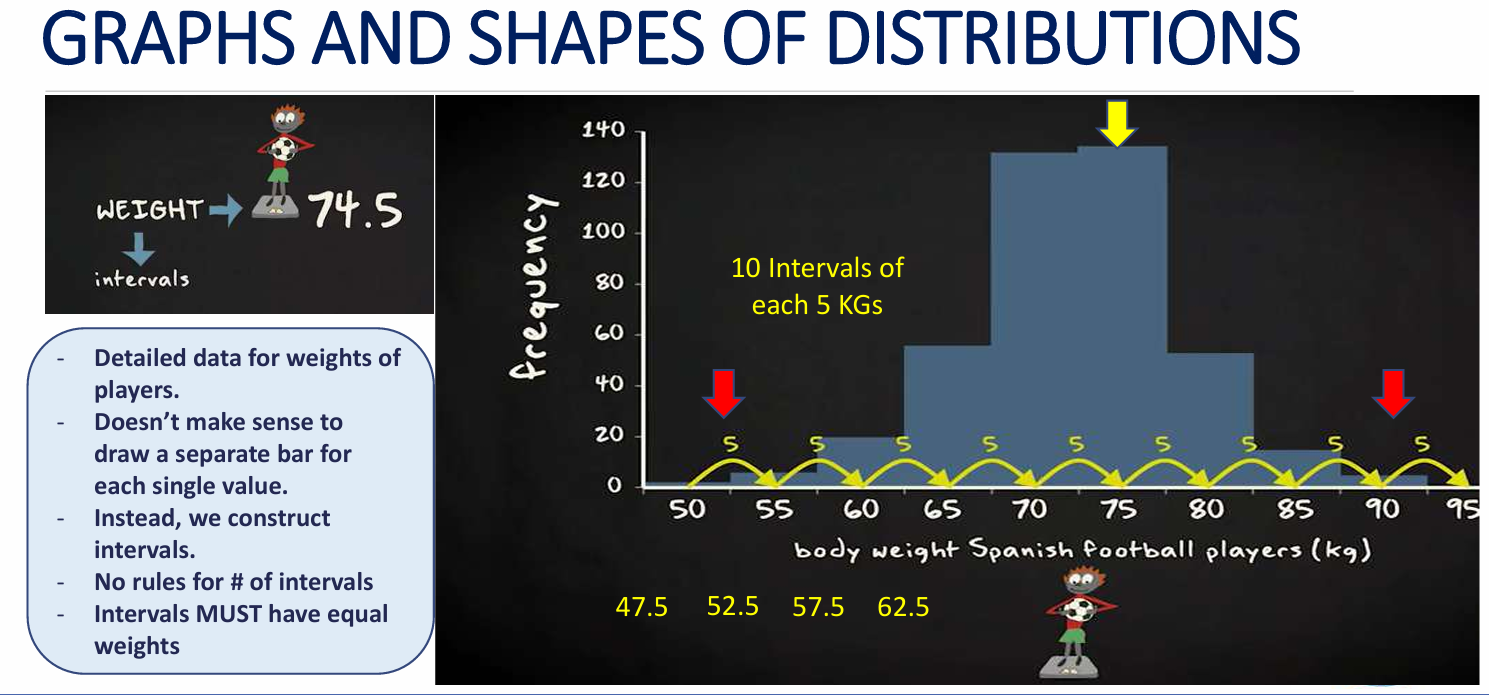 GRAPHS AND SHAPES OF DISTRIBUTIONS
WEIGHT
74.5
intervals
- Detailed data for weights of
players.
- Doesn't make sense to
draw a separate bar for
each single value.
- Instead, we construct
intervals.
- No rules for # of intervals
- Intervals MUST have equal
weights
frequency
140
120
100
80
60
40
20
0
10 Intervals of
each 5 KGs
5 5 5 5 5 5 5 5 5
50 55 60 65 70 75 80 85 90 95
body weight Spanish football players (kg)
47.5 52.5 57.5 62.5